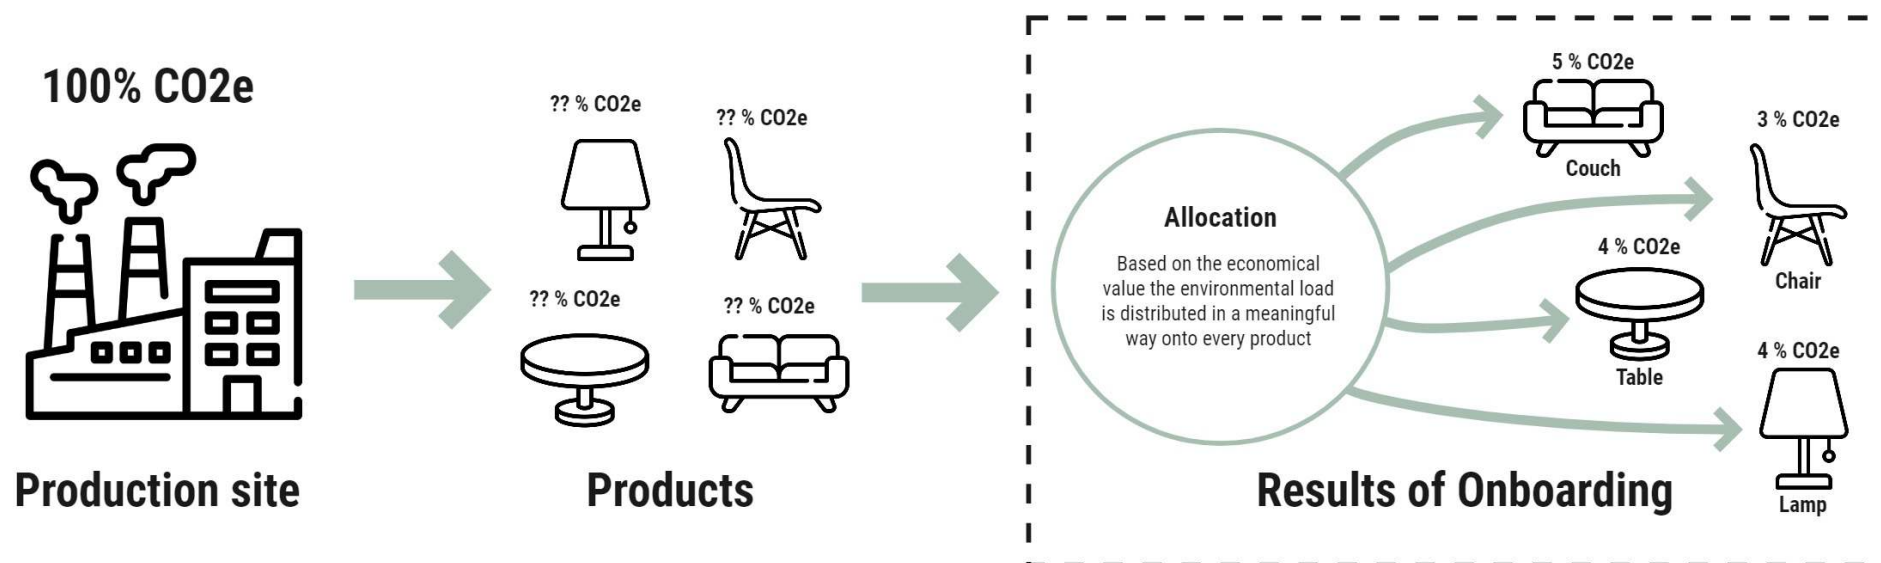 100% CO2e
Production site
?? % CO2e
?? % CO2e
?? % CO2e
?? % CO2e
Products
Allocation
Based on the economical
value the environmental load
is distributed in a meaningful
way onto every product
5 % CO2e
Couch
3 % CO2e
Chair
4 % CO2e
Table
4 % CO2e
Lamp
Results of Onboarding